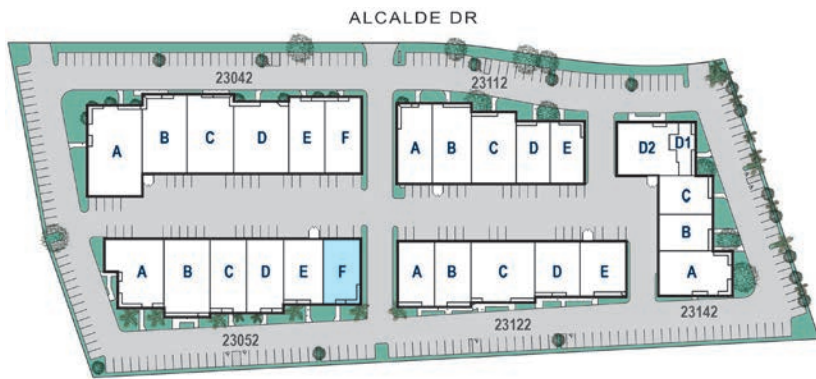 ALCALDE DR
23042
23112
A B C D E F
A B C D E
D2 D1
C
B
A
A B C D E F
A B C D E
23052
23122
23142